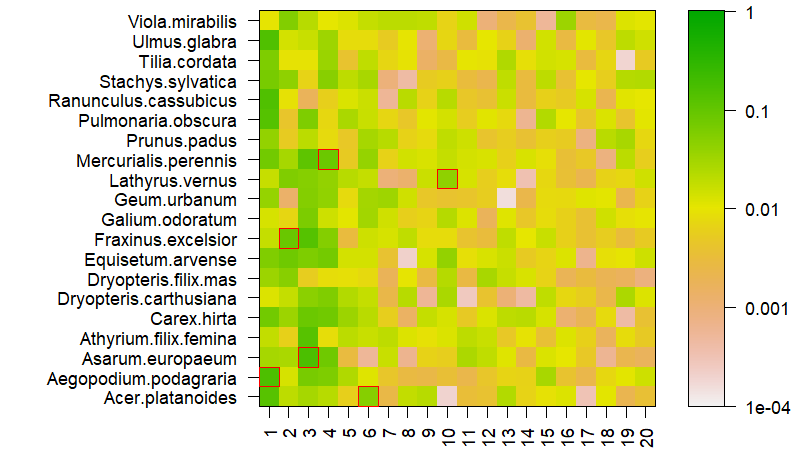 Viola.mirabilis
Ulmus.glabra
Tilia.cordata
Stachys.sylvatica
Ranunculus.cassubicus
Pulmonaria.obscura
Prunus.padus
Mercurialis.perennis
Lathyrus.vernus
Geum.urbanum
Galium.odoratum
Fraxinus.excelsior
Equisetum.arvense
Dryopteris.filix.mas
Dryopteris.carthusiana
Carex.hirta
Athyrium.filix.femina
Asarum.europaeum
Aegopodium.podagraria
Acer.platanoides
1 2 3 4 5 6 7 8 9 10 11 12 13 14 15 16 17 18 19 20
1
0.1
0.01
0.001
1e-04